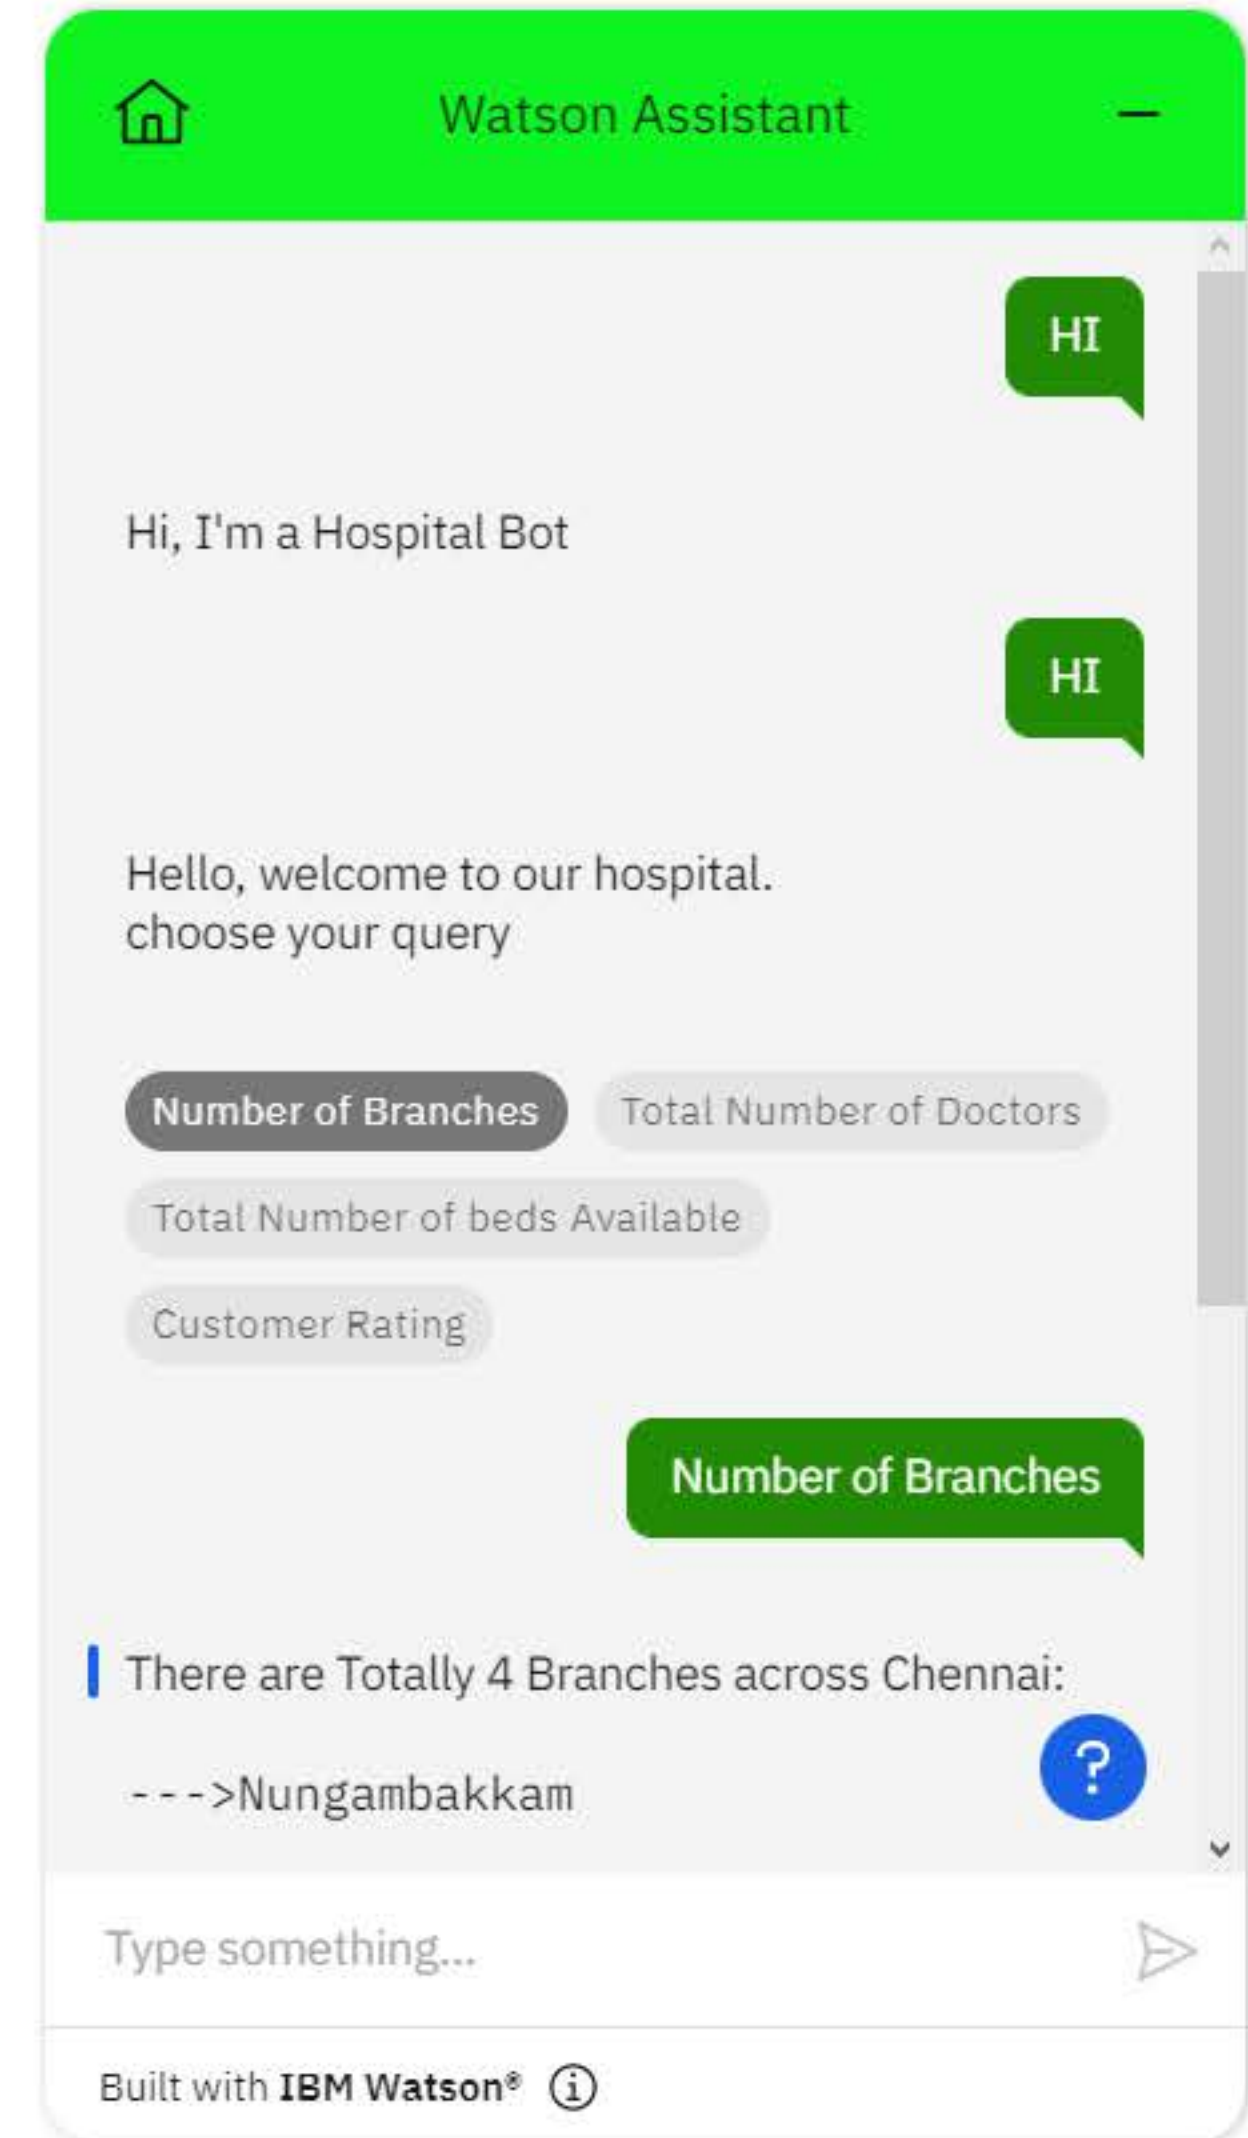 Watson Assistant
HI
Hi, I'm a Hospital Bot
HI
Hello, welcome to our hospital.
choose your query
Number of Branches Total Number of Doctors
Total Number of beds Available
Customer Rating
Number of Branches
There are Totally 4 Branches across Chennai:
?
--->Nungambakkam
Type something...
Built with IBM Watson®